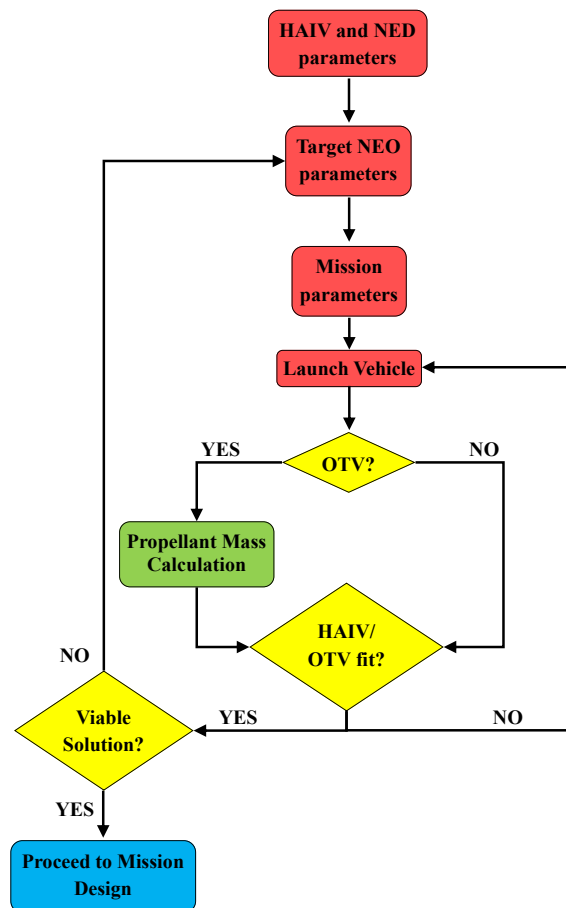 HAIV and NED
parameters
Target NEO
parameters
Mission
parameters
Launch Vehicle
YES
NO
OTV?
Propellant Mass
Calculation
HAIV/
OTV fit?
NO
YES
NO
Viable
Solution?
YES
Proceed to Mission
Design